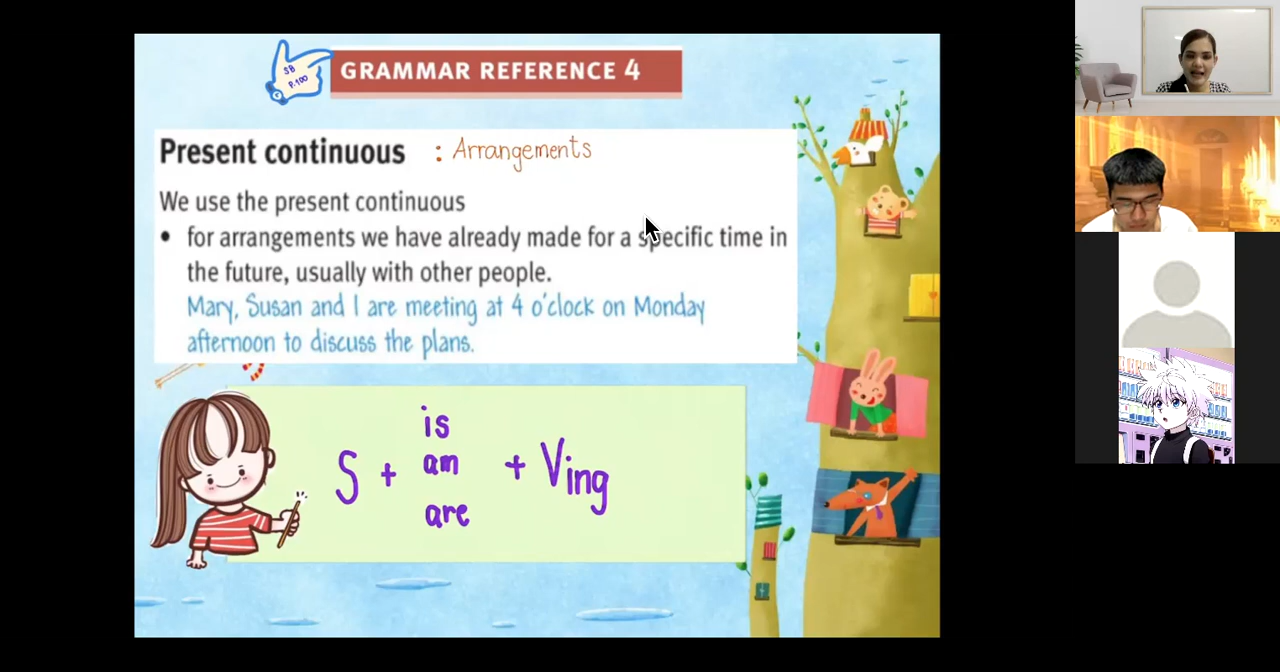 SB
P.100
GRAMMAR REFERENCE 4
Present continuous : Arrangements
We use the present continuous
• for arrangements we have already made for a specific time in
the future, usually with other people.
Mary, Susan and I are meeting at 4 o'clock on Monday
afternoon to discuss the plans.
is
S + am + Ving
are